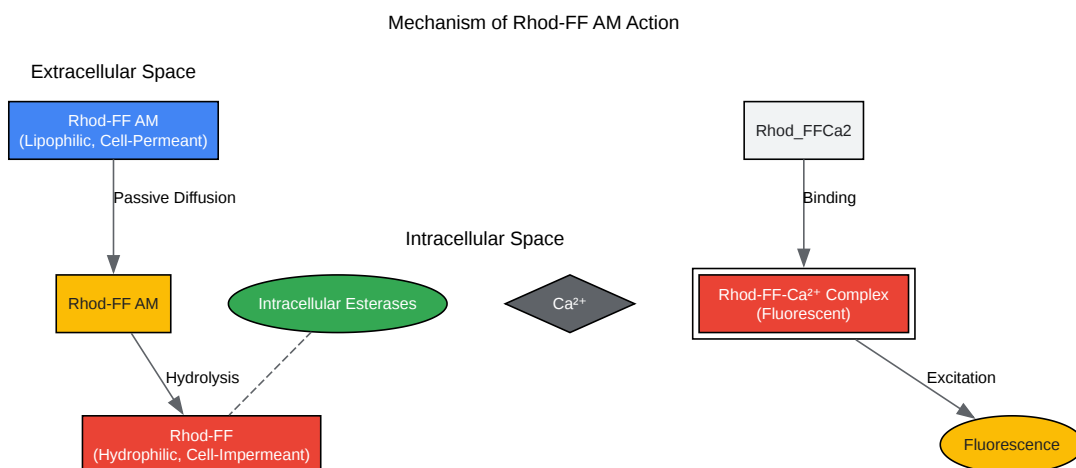 Mechanism of Rhod-FF AM Action
Extracellular Space
Rhod-FF AM
(Lipophilic, Cell-Permeant)
Rhod_FFCa2
Passive Diffusion
Binding
Intracellular Space
Rhod-FF AM
Intracellular Esterases
Ca²⁺
Rhod-FF-Ca²⁺ Complex
(Fluorescent)
Hydrolysis
Excitation
Rhod-FF
(Hydrophilic, Cell-Impermeant)
Fluorescence